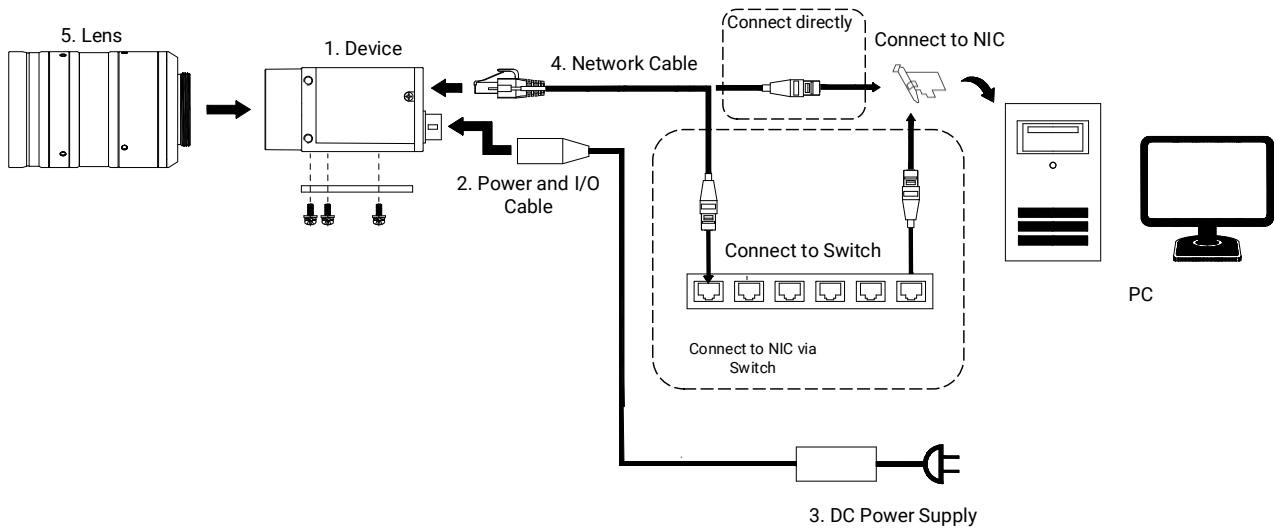 5. Lens
1. Device
4. Network Cable
Connect directly
Connect to NIC
2. Power and I/O
Cable
Connect to Switch
Connect to NIC via
Switch
PC
3. DC Power Supply